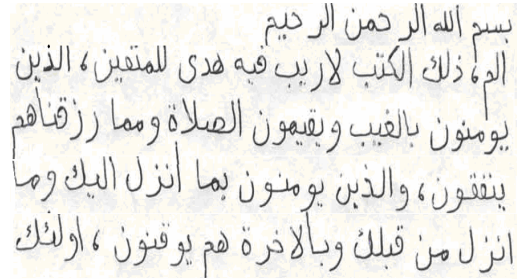 بسم الله الرحمن الرحيم
الم، ذلك الكتب لاريب فيه هدى للمتقين، الذين
يومنون بالغيب ويقيمون الصلاة ومما رزقناهم
ينفقون، والذين يومنون بما أنزل اليك وما
انزل من قبلك وبالاخرة هم يوقنون، اولئك